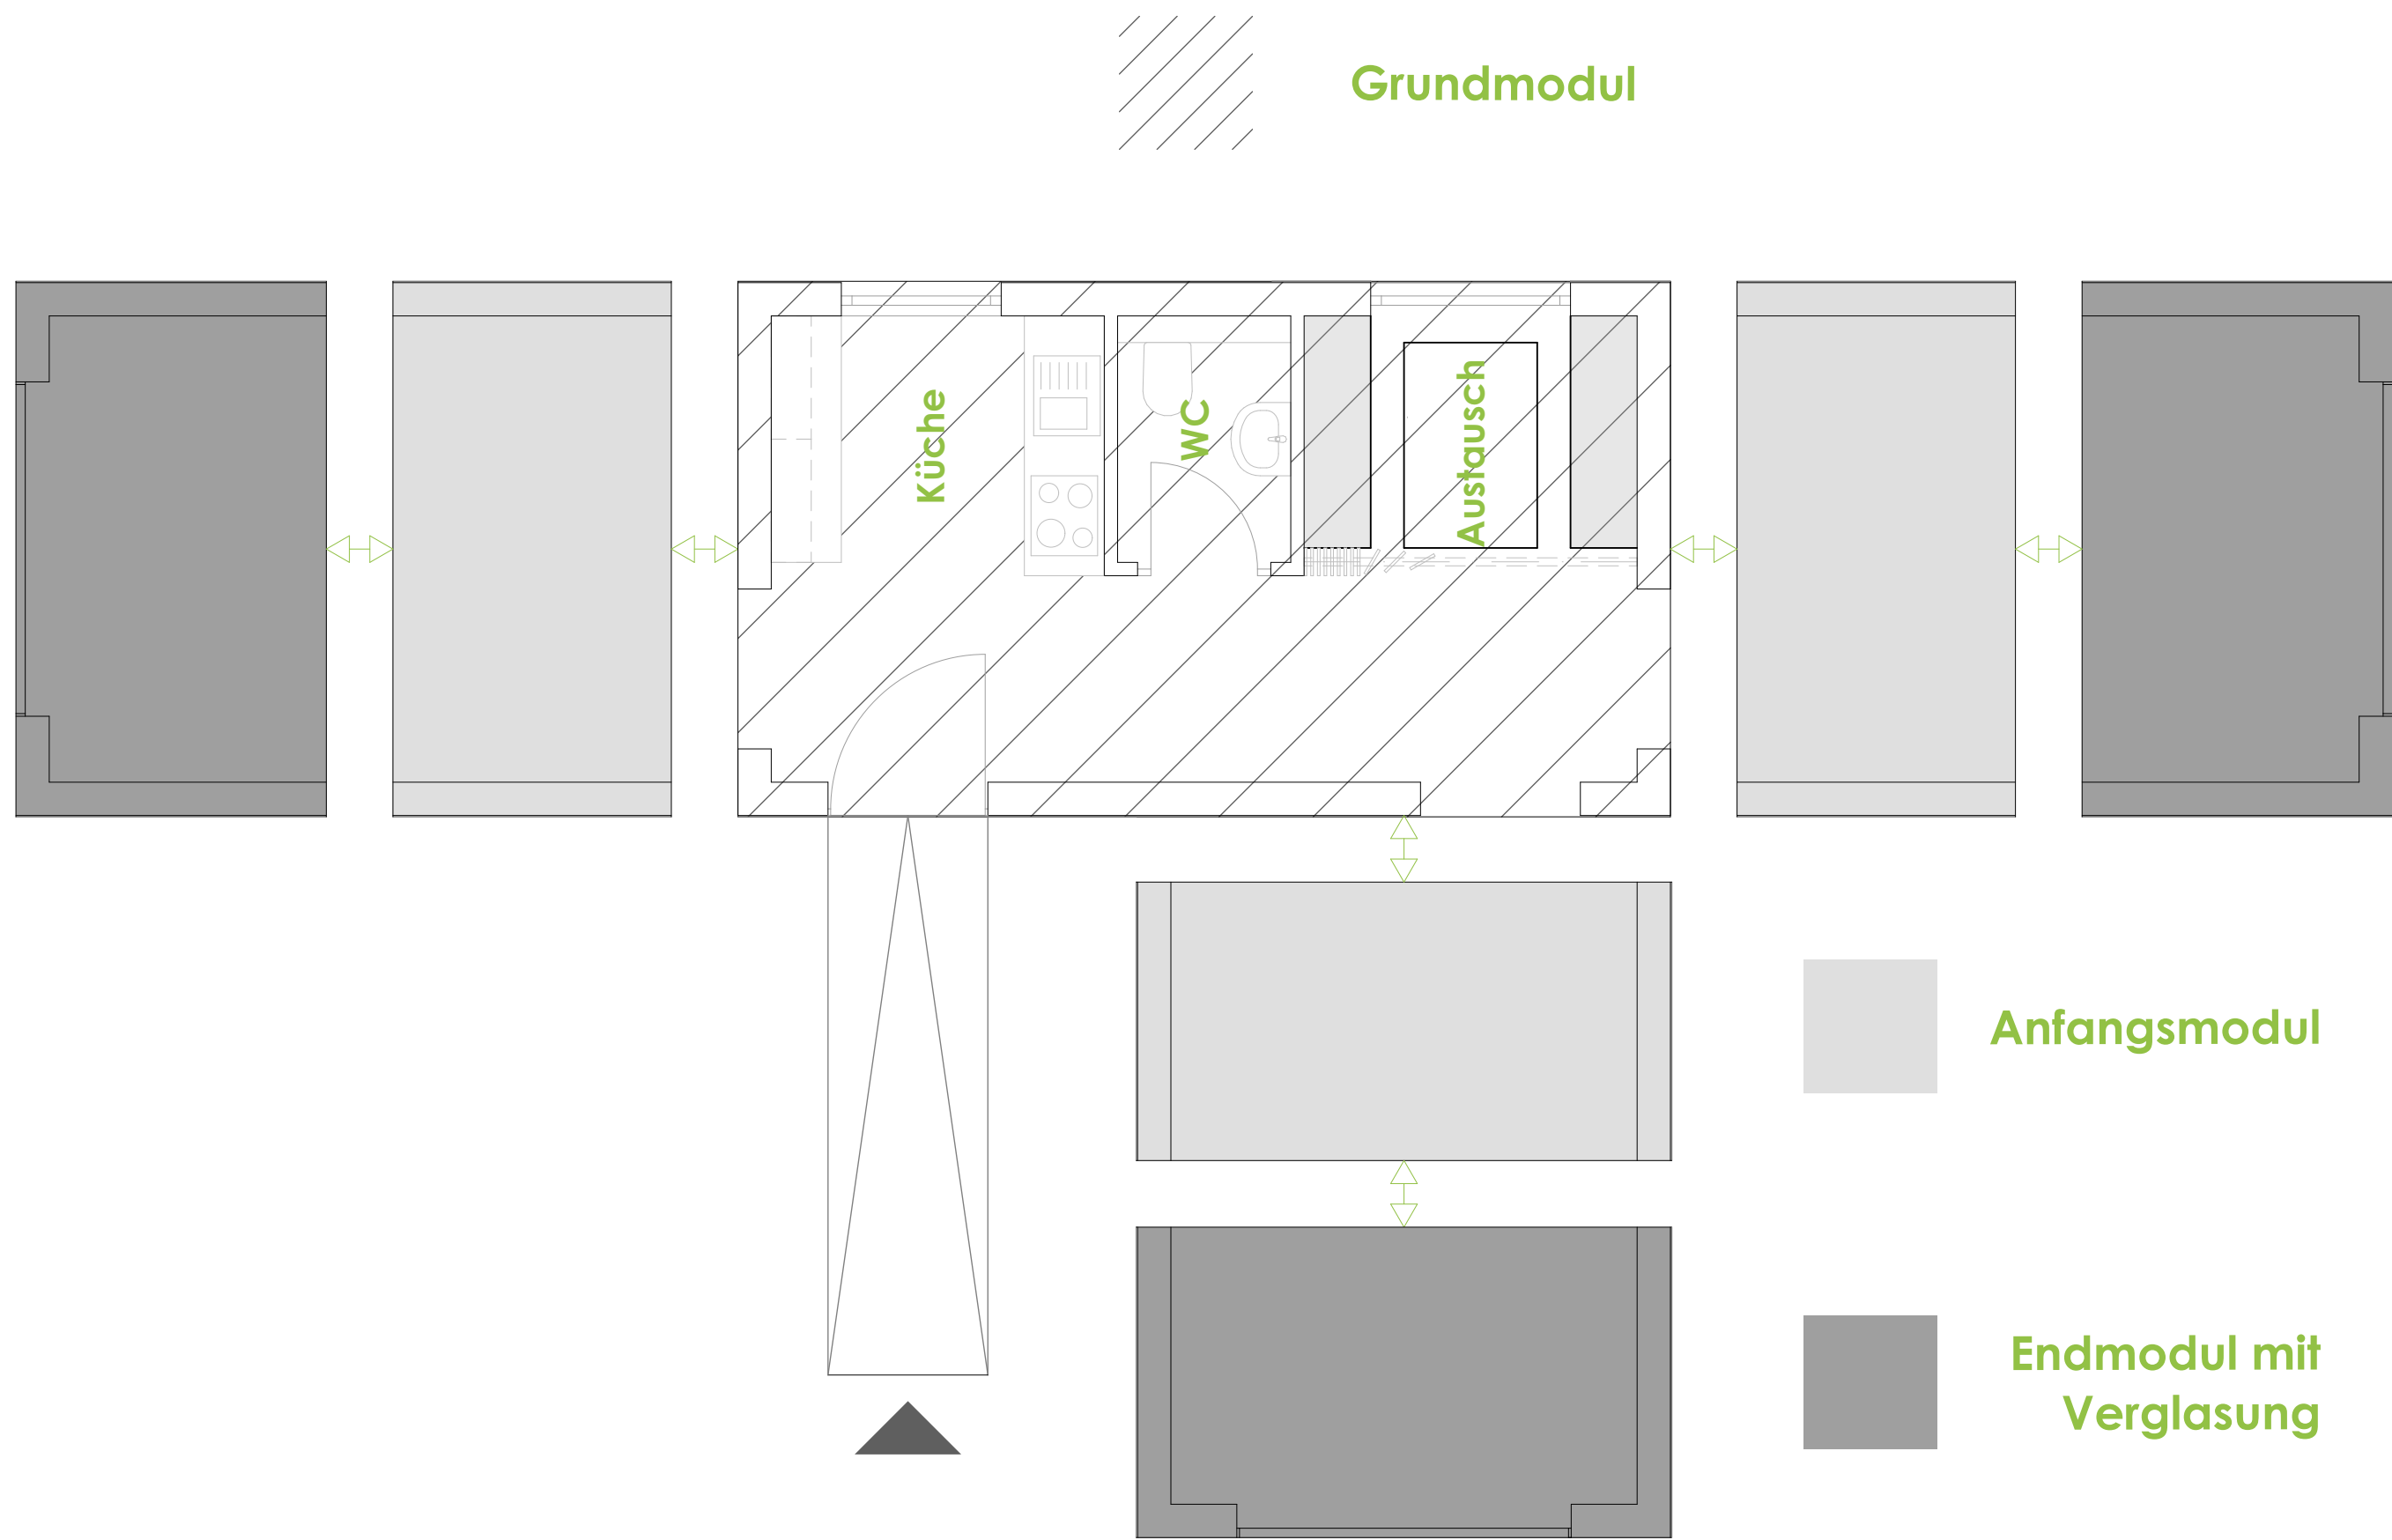 Grundmodul
Küche
WC
Austausch
Anfangsmodul
Endmodul mit
Verglasung